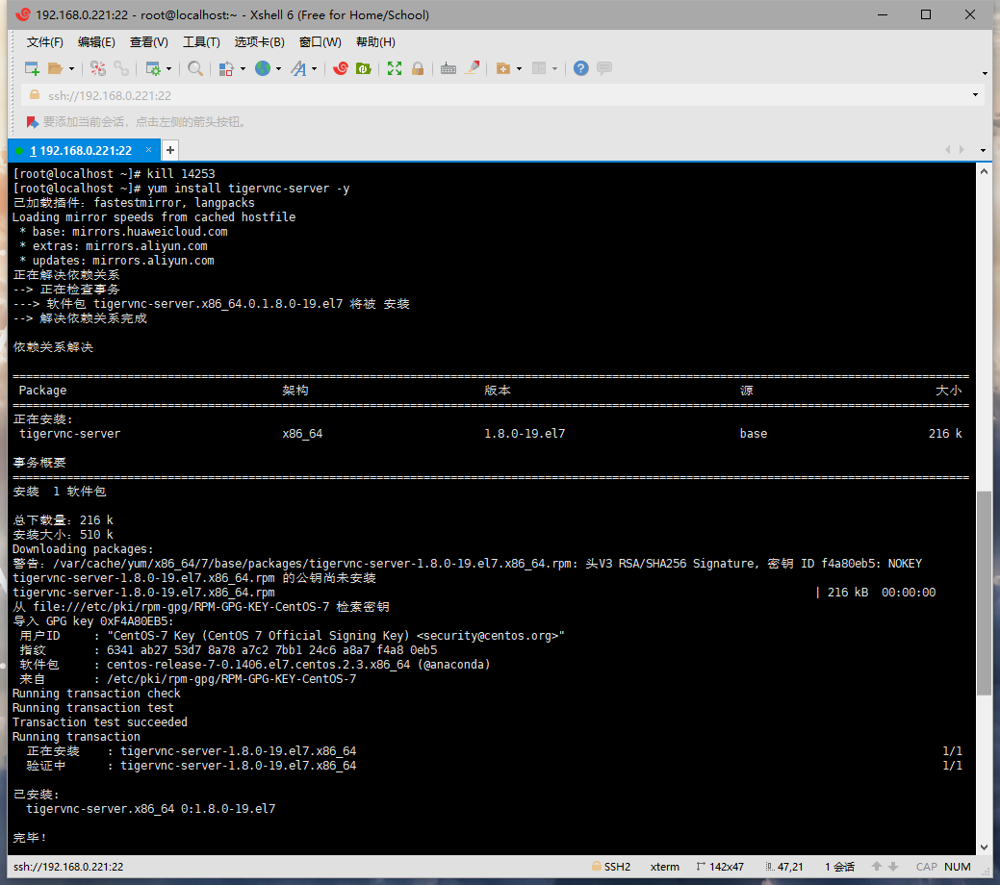 192.168.0.221:22 - root@localhost:~ - Xshell 6 (Free for Home/School)
文件(F) 编辑(E) 查看(V) 工具(T) 选项卡(B) 窗口(W) 帮助(H)
ssh://192.168.0.221:22
要添加当前会话，点击左侧的箭头按钮。
1 192.168.0.221:22 × +
[root@localhost ~]# kill 14253
[root@localhost ~]# yum install tigervnc-server -y
已加载插件：fastestmirror, langpacks
Loading mirror speeds from cached hostfile
* base: mirrors.huaweicloud.com
* extras: mirrors.aliyun.com
* updates: mirrors.aliyun.com
正在解决依赖关系
--> 正在检查事务
---> 软件包 tigervnc-server.x86_64.0.1.8.0-19.el7 将被 安装
--> 解决依赖关系完成
依赖关系解决
Package 架构 版本 源 大小
正在安装:
tigervnc-server x86_64 1.8.0-19.el7 base 216 k
事务概要
安装 1 软件包
总下载量：216 k
安装大小：510 k
Downloading packages:
警告：/var/cache/yum/x86_64/7/base/packages/tigervnc-server-1.8.0-19.el7.x86_64.rpm: 头V3 RSA/SHA256 Signature, 密钥 ID f4a80eb5: NOKEY
tigervnc-server-1.8.0-19.el7.x86_64.rpm 的公钥尚未安装
tigervnc-server-1.8.0-19.el7.x86_64.rpm | 216 kB 00:00:00
从 file:///etc/pki/rpm-gpg/RPM-GPG-KEY-CentOS-7 检索密钥
导入 GPG key 0xF4A80EB5:
用户ID : "CentOS-7 Key (CentOS 7 Official Signing Key) <security@centos.org>"
指纹 : 6341 ab27 53d7 8a78 a7c2 7bb1 24c6 a8a7 f4a8 0eb5
软件包 : centos-release-7-0.1406.el7.centos.2.3.x86_64 (@anaconda)
来自 : /etc/pki/rpm-gpg/RPM-GPG-KEY-CentOS-7
Running transaction check
Running transaction test
Transaction test succeeded
Running transaction
正在安装 : tigervnc-server-1.8.0-19.el7.x86_64 1/1
验证中 : tigervnc-server-1.8.0-19.el7.x86_64 1/1
已安装:
tigervnc-server.x86_64 0:1.8.0-19.el7
完毕！
ssh://192.168.0.221:22 SSH2 xterm 142x47 47,21 1 会话 CAP NUM